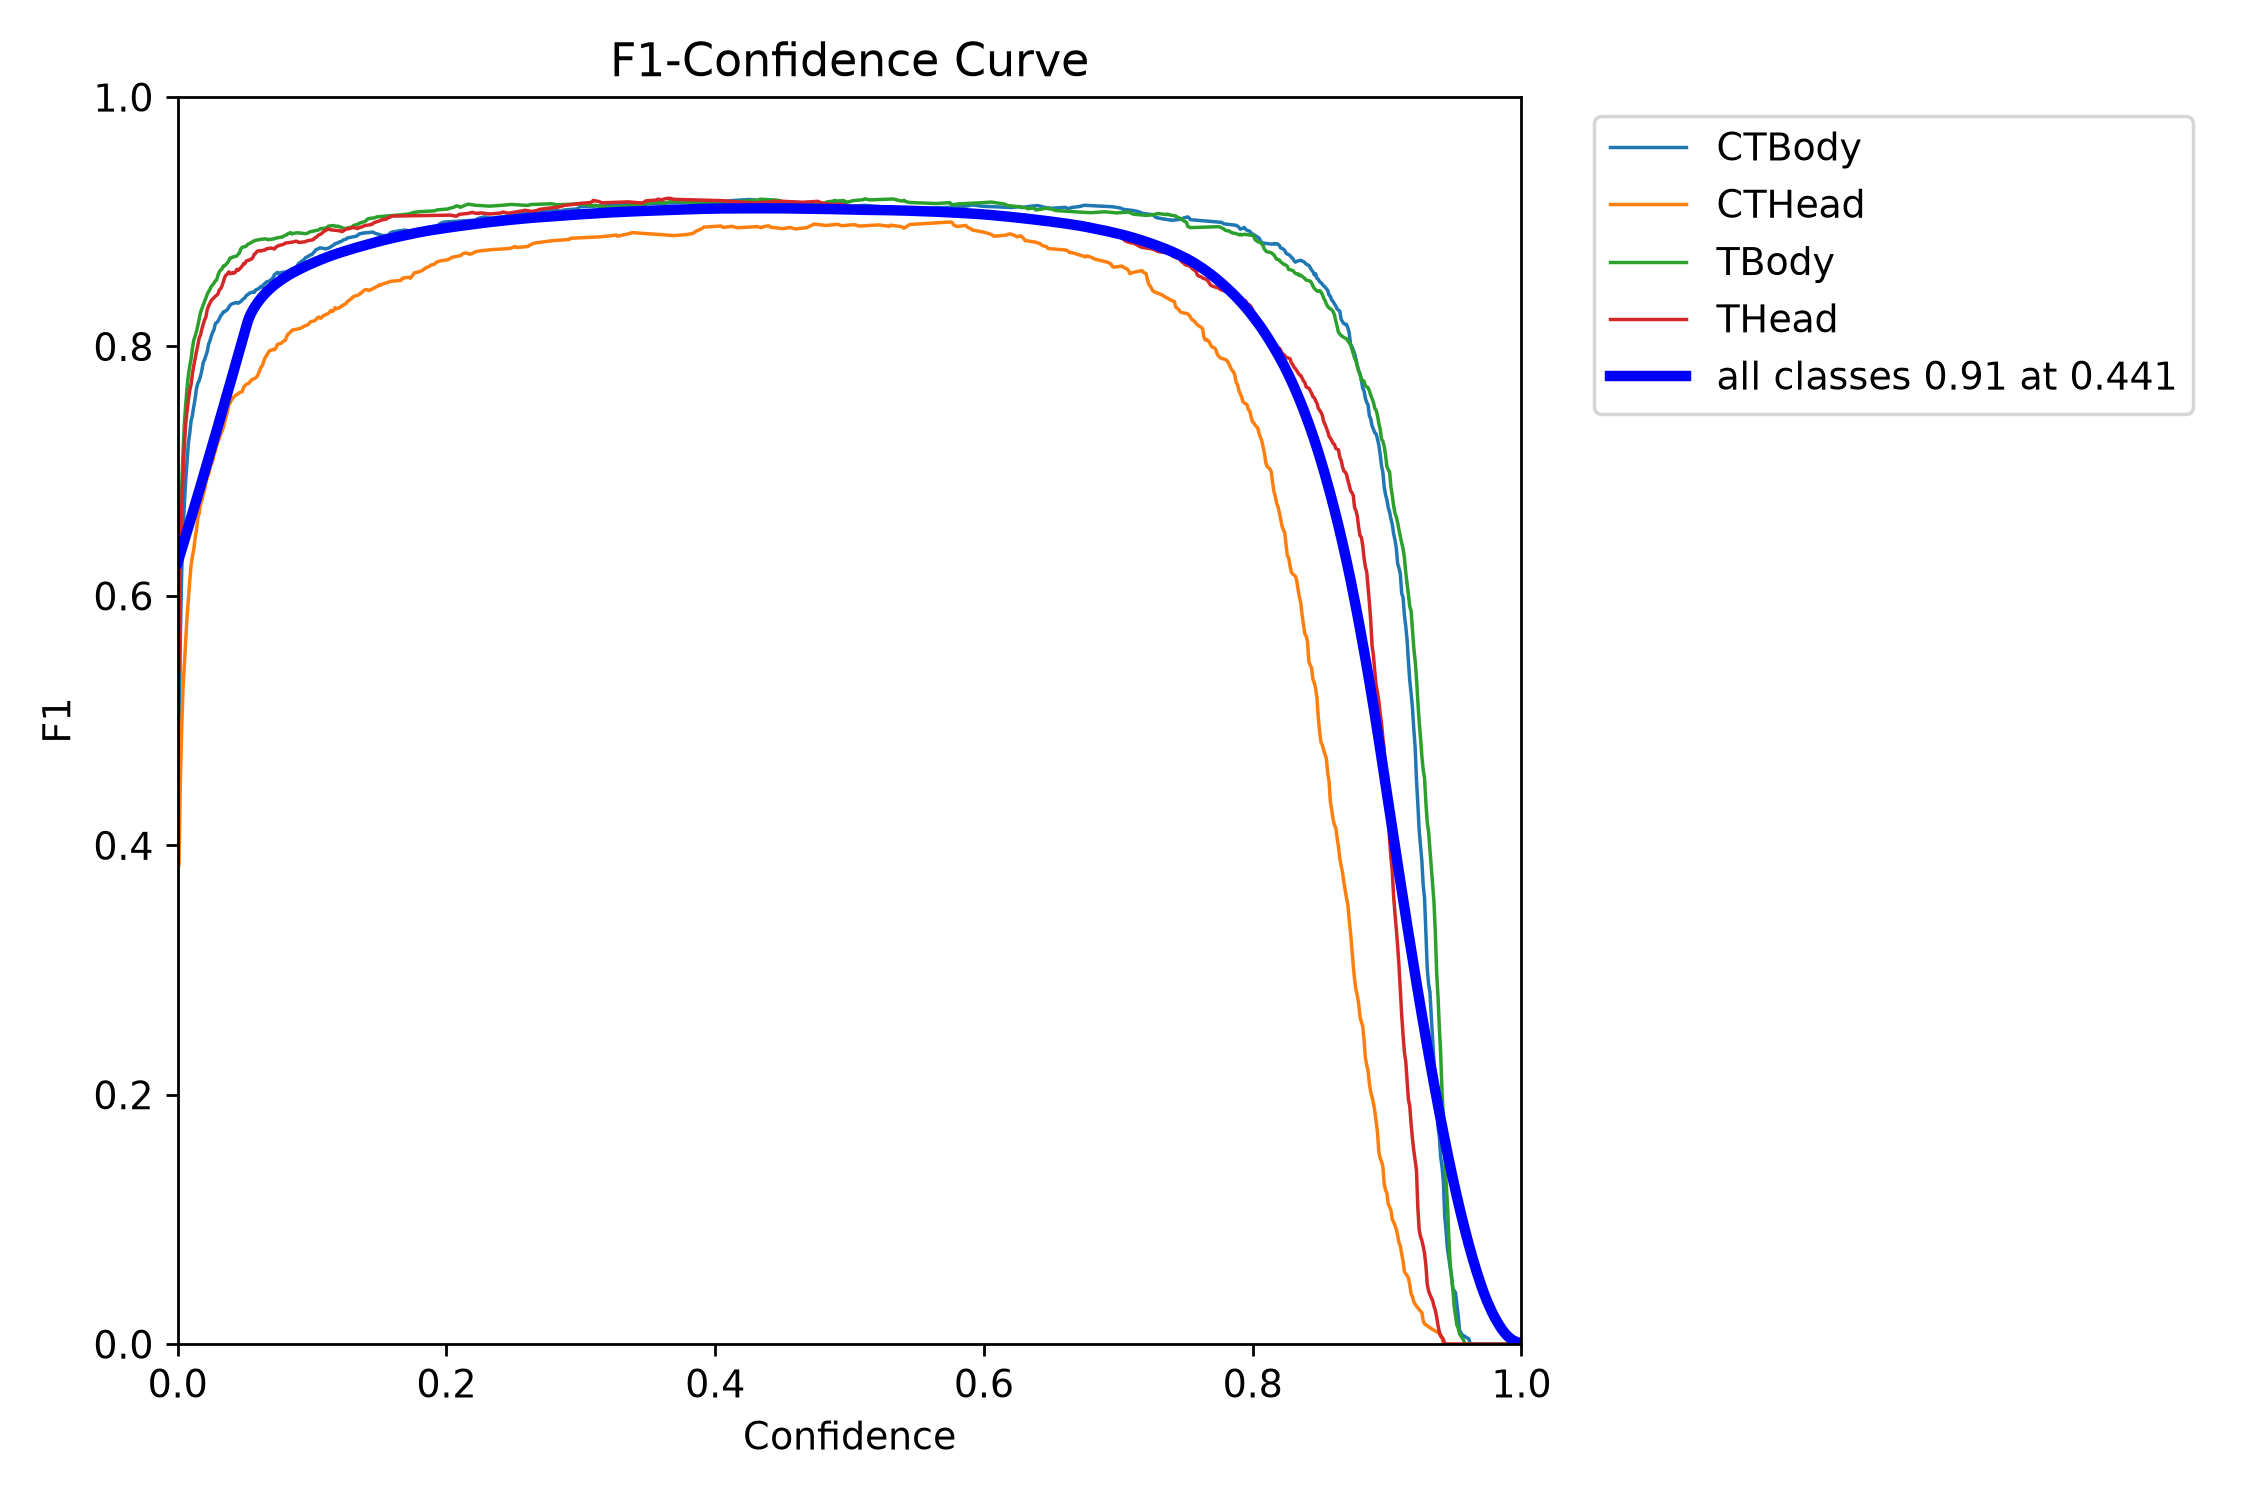 F1-Confidence Curve
1.0
0.8
0.6
0.4
0.2
0.0
F1
0.0 0.2 0.4 0.6 0.8 1.0
Confidence
CTBody
CTHead
TBody
THead
all classes 0.91 at 0.441